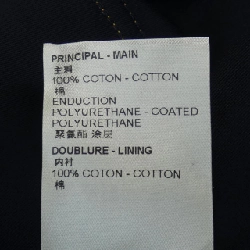 PRINCIPAL - MAIN
主料
100% COTON - COTTON
棉
ENDUCTION
POLYURETHANE - COATED
POLYURETHANE
聚氨酯 涂层
DOUBLURE - LINING
内衬
100% COTON - COTTON
棉